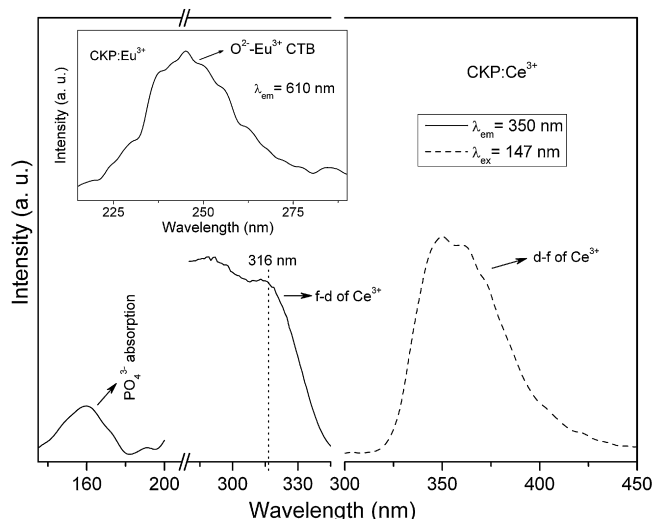 CKP:Eu³⁺
O²⁻-Eu³⁺ CTB
λem= 610 nm
Intensity (a. u.)
225 250 275
Wavelength (nm)
CKP:Ce³⁺
λem= 350 nm
λex= 147 nm
Intensity (a. u.)
316 nm
f-d of Ce³⁺
d-f of Ce³⁺
PO₄³⁻ absorption
160 200 300 330 300 350 400 450
Wavelength (nm)